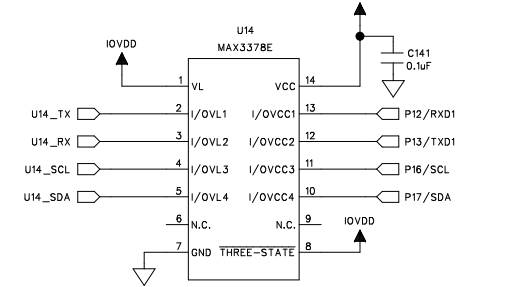 U14
MAX3378E
IOVDD
C141
0.1uF
1 VL VCC 14
U14_TX 2 I/OVL1 I/OVCC1 13 P12/RXD1
U14_RX 3 I/OVL2 I/OVCC2 12 P13/TXD1
U14_SCL 4 I/OVL3 I/OVCC3 11 P16/SCL
U14_SDA 5 I/OVL4 I/OVCC4 10 P17/SDA
6 N.C. N.C. 9
IOVDD
7 GND THREE-STATE 8